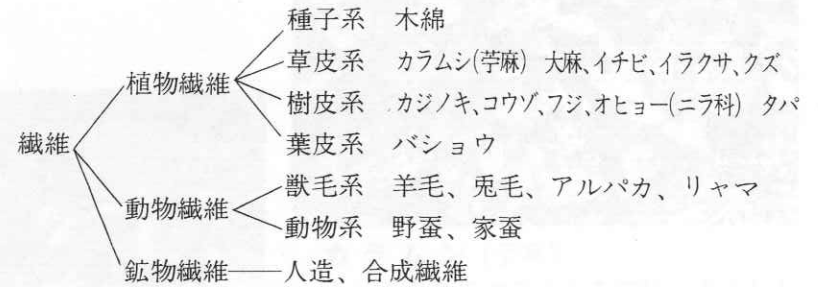 種子系 木綿
草皮系 カラムシ(苧麻) 大麻、イチビ、イラクサ、クズ
植物繊維
樹皮系 カジノキ、コウゾ、フジ、オヒョー(ニラ科) タパ
繊維
葉皮系 バショウ
獣毛系 羊毛、兎毛、アルパカ、リャマ
動物繊維
動物系 野蚕、家蚕
鉱物繊維 人造、合成繊維